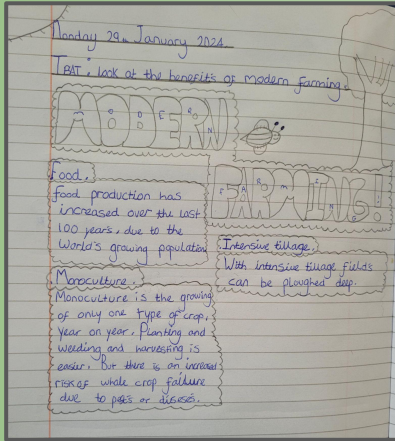 Monday 29th January 2024.
TBAT: look at the benefits of modern farming.
MODERN
FARMING!
Food.
Food production has
increased over the last
100 years, due to the
World's growing population
Monoculture.
Monoculture is the growing
of only one type of crop,
year on year. Planting and
weeding and harvesting is
easier. But there is an increased
risk of whole crop failure
due to pests or diseses.
Intensive tillage.
With intensive tillage fields
can be ploughed deep.